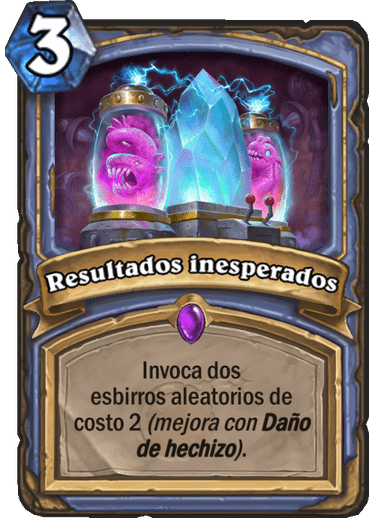 3
Resultados inesperados
Invoca dos
esbirros aleatorios de
costo 2 (mejora con Daño
de hechizo).